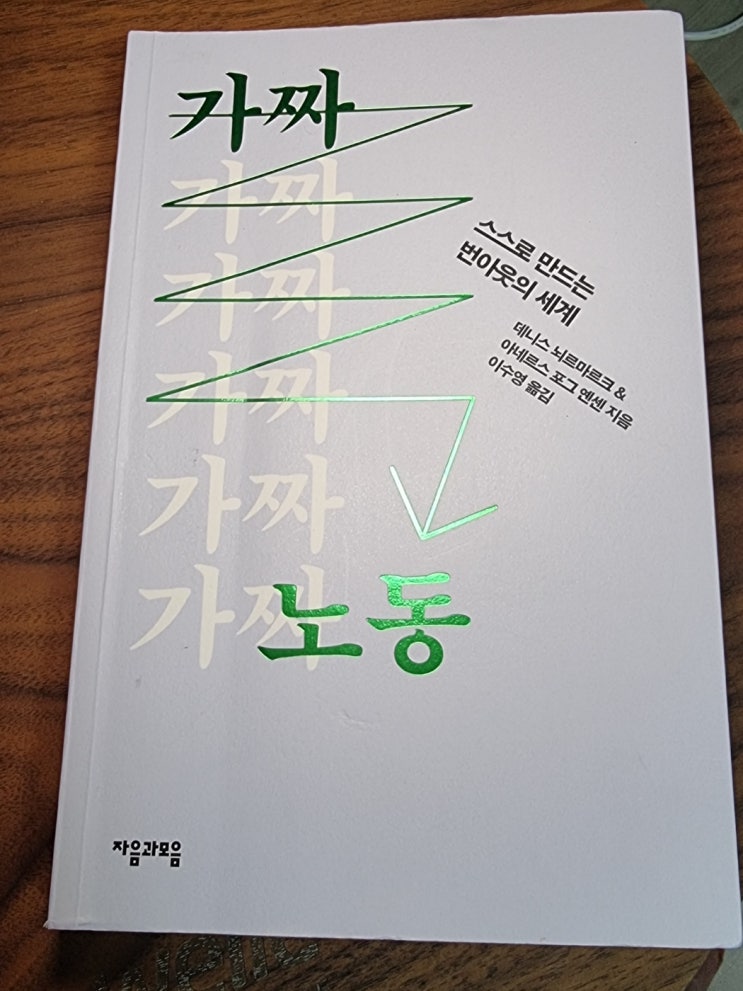 가짜
가짜
가짜
가짜
가짜
가짜
노동
스스로 만드는
번아웃의 세계
데니스 뇌르마르크 &
아네르스 포그 옌센 지음
이수영 옮김
자음과모음